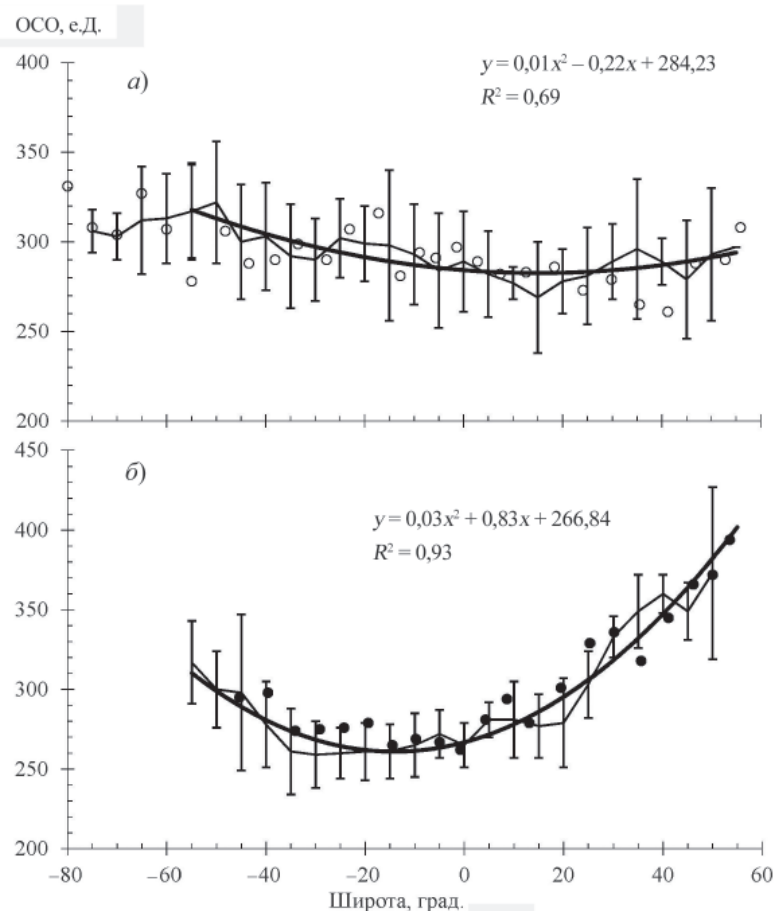 ОСО, е.Д.
400
а)
y = 0,01x² – 0,22x + 284,23
R² = 0,69
350
300
250
200
450
б)
y = 0,03x² + 0,83x + 266,84
R² = 0,93
400
350
300
250
200
–80 –60 –40 –20 0 20 40 60
Широта, град.